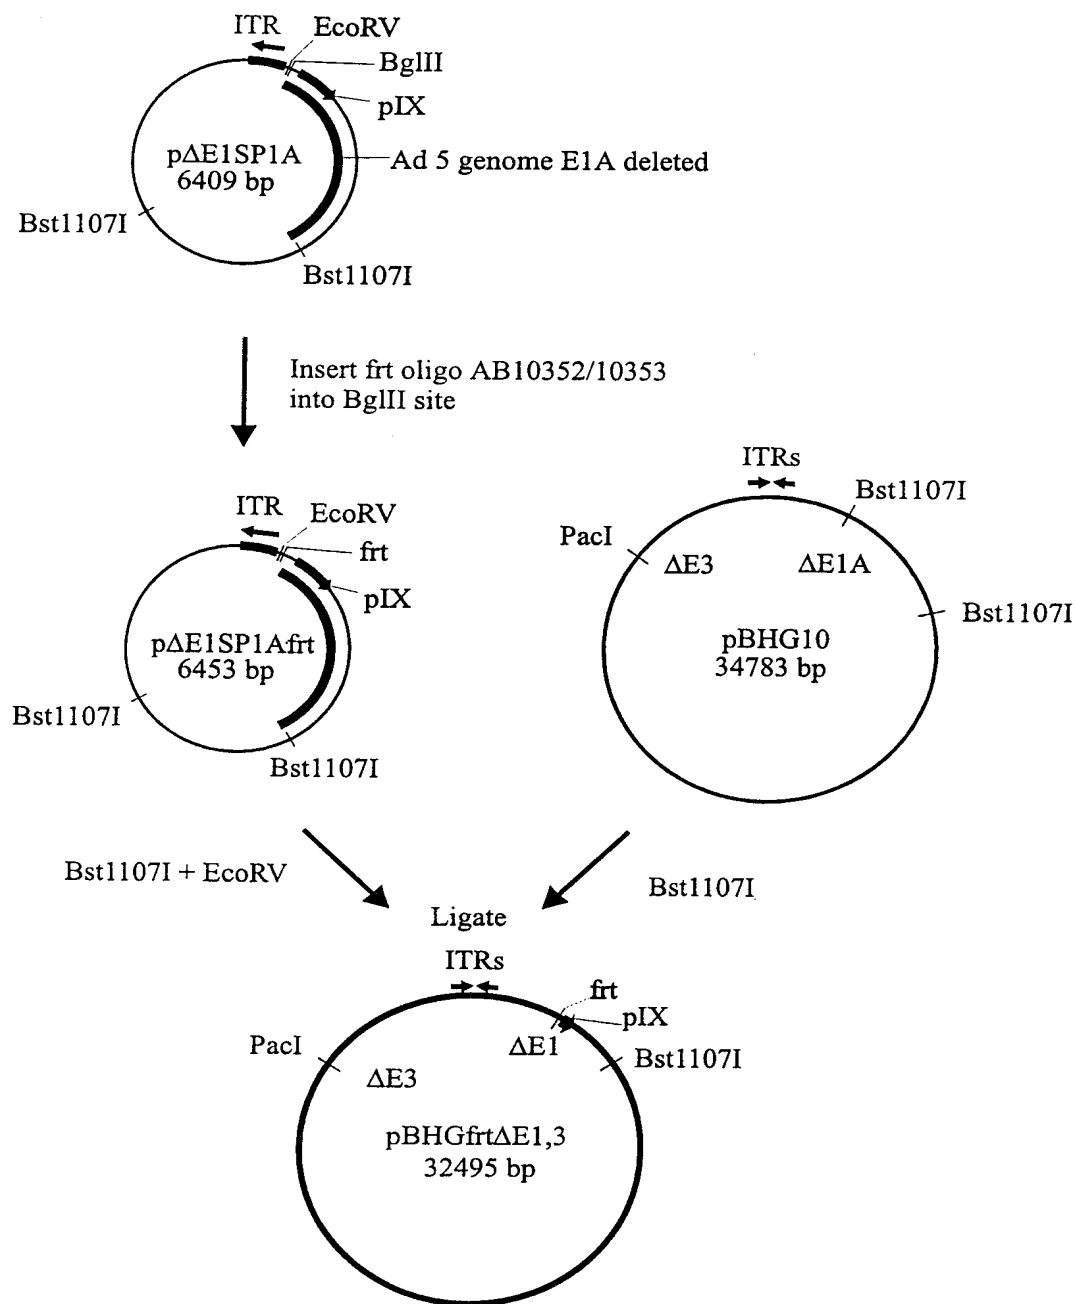 ITR
EcoRV
BglII
pIX
pΔE1SP1A
6409 bp
Ad 5 genome E1A deleted
Bst1107I
Bst1107I
Insert frt oligo AB10352/10353
into BglII site
ITR
EcoRV
frt
pIX
pΔE1SP1Afrt
6453 bp
Bst1107I
Bst1107I
ITRs
Bst1107I
PacI
ΔE3
ΔE1A
Bst1107I
pBHG10
34783 bp
Bst1107I + EcoRV
Bst1107I
Ligate
ITRs
frt
pIX
PacI
ΔE1
Bst1107I
ΔE3
pBHGfrtΔE1,3
32495 bp